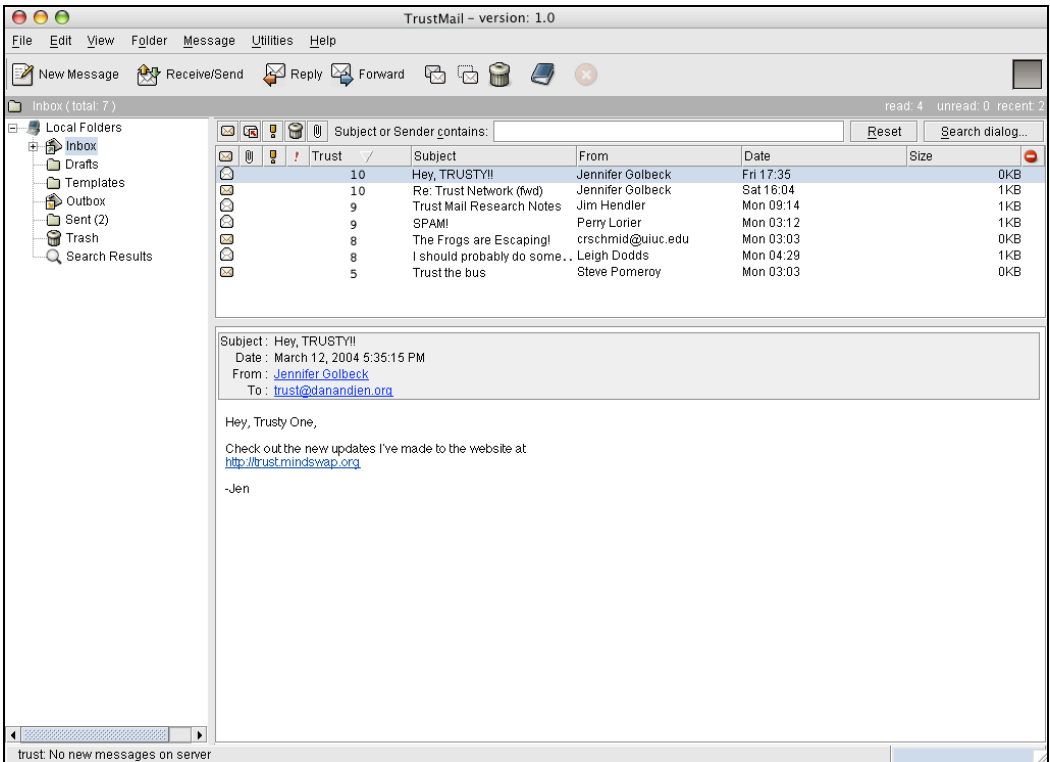 TrustMail - version: 1.0
File Edit View Folder Message Utilities Help
New Message Receive/Send Reply Forward
Inbox ( total: 7 ) read: 4 unread: 0 recent: 2
Local Folders
Inbox
Drafts
Templates
Outbox
Sent (2)
Trash
Search Results
Subject or Sender contains: Reset Search dialog...
Trust Subject From Date Size
10 Hey, TRUSTY!! Jennifer Golbeck Fri 17:35 0KB
10 Re: Trust Network (fwd) Jennifer Golbeck Sat 16:04 1KB
9 Trust Mail Research Notes Jim Hendler Mon 09:14 1KB
9 SPAM! Perry Lorier Mon 03:12 1KB
8 The Frogs are Escaping! crschmid@uiuc.edu Mon 03:03 0KB
8 I should probably do some... Leigh Dodds Mon 04:29 1KB
5 Trust the bus Steve Pomeroy Mon 03:03 0KB
Subject : Hey, TRUSTY!!
Date : March 12, 2004 5:35:15 PM
From : Jennifer Golbeck
To : trust@danandjen.org
Hey, Trusty One,
Check out the new updates I've made to the website at
http://trust.mindswap.org
-Jen
trust: No new messages on server